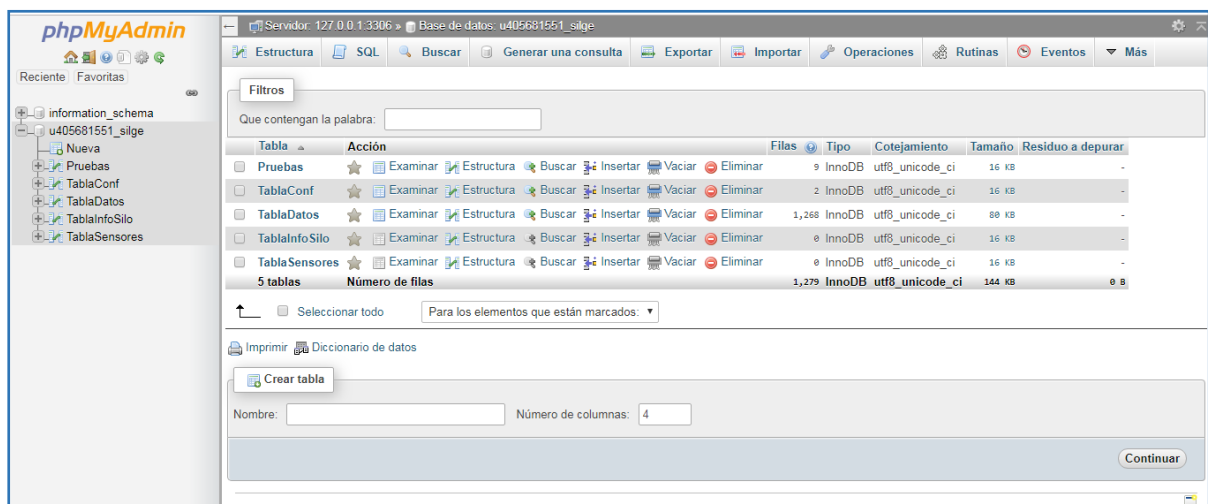 phpMyAdmin
Reciente Favoritas
information_schema
u405681551_silge
Nueva
Pruebas
TablaConf
TablaDatos
TablaInfoSilo
TablaSensores
Servidor: 127.0.0.1:3306 » Base de datos: u405681551_silge
Estructura SQL Buscar Generar una consulta Exportar Importar Operaciones Rutinas Eventos Más
Filtros
Que contengan la palabra:
Tabla Acción Filas Tipo Cotejamiento Tamaño Residuo a depurar
Pruebas Examinar Estructura Buscar Insertar Vaciar Eliminar 9 InnoDB utf8_unicode_ci 16 KB -
TablaConf Examinar Estructura Buscar Insertar Vaciar Eliminar 2 InnoDB utf8_unicode_ci 16 KB -
TablaDatos Examinar Estructura Buscar Insertar Vaciar Eliminar 1,268 InnoDB utf8_unicode_ci 80 KB -
TablaInfoSilo Examinar Estructura Buscar Insertar Vaciar Eliminar 0 InnoDB utf8_unicode_ci 16 KB -
TablaSensores Examinar Estructura Buscar Insertar Vaciar Eliminar 0 InnoDB utf8_unicode_ci 16 KB -
5 tablas Número de filas 1,279 InnoDB utf8_unicode_ci 144 KB 0 B
Seleccionar todo Para los elementos que están marcados:
Imprimir Diccionario de datos
Crear tabla
Nombre: Número de columnas: 4
Continuar